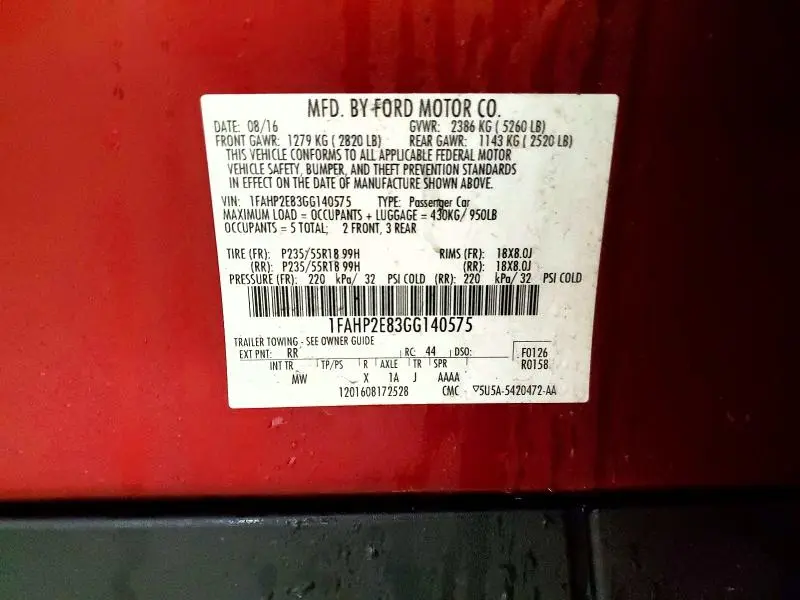 MFD. BY FORD MOTOR CO.
DATE: 08/16 GVWR: 2386 KG ( 5260 LB)
FRONT GAWR: 1279 KG ( 2820 LB) REAR GAWR: 1143 KG ( 2520 LB)
THIS VEHICLE CONFORMS TO ALL APPLICABLE FEDERAL MOTOR
VEHICLE SAFETY, BUMPER, AND THEFT PREVENTION STANDARDS
IN EFFECT ON THE DATE OF MANUFACTURE SHOWN ABOVE.
VIN: 1FAHP2E83GG140575 TYPE: Passenger Car
MAXIMUM LOAD = OCCUPANTS + LUGGAGE = 430KG/ 950LB
OCCUPANTS = 5 TOTAL; 2 FRONT, 3 REAR
TIRE (FR): P235/55R18 99H RIMS (FR): 18X8.0J
(RR): P235/55R18 99H (RR): 18X8.0J
PRESSURE (FR): 220 kPa/ 32 PSI COLD (RR): 220 kPa/ 32 PSI COLD
1FAHP2E83GG140575
TRAILER TOWING - SEE OWNER GUIDE
EXT PNT: RR RC: 44 DSO: F0126
INT TR TP/PS R AXLE TR SPR R0158
MW X 1A J AAAA
1201608172528 CMC ▽5U5A-5420472-AA